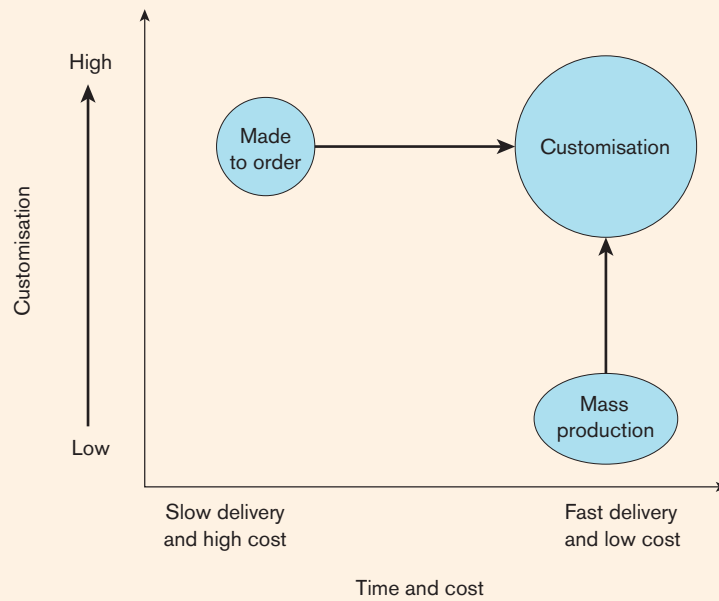 High
Made
to order
Customisation
Customisation
Mass
production
Low
Slow delivery
and high cost
Fast delivery
and low cost
Time and cost